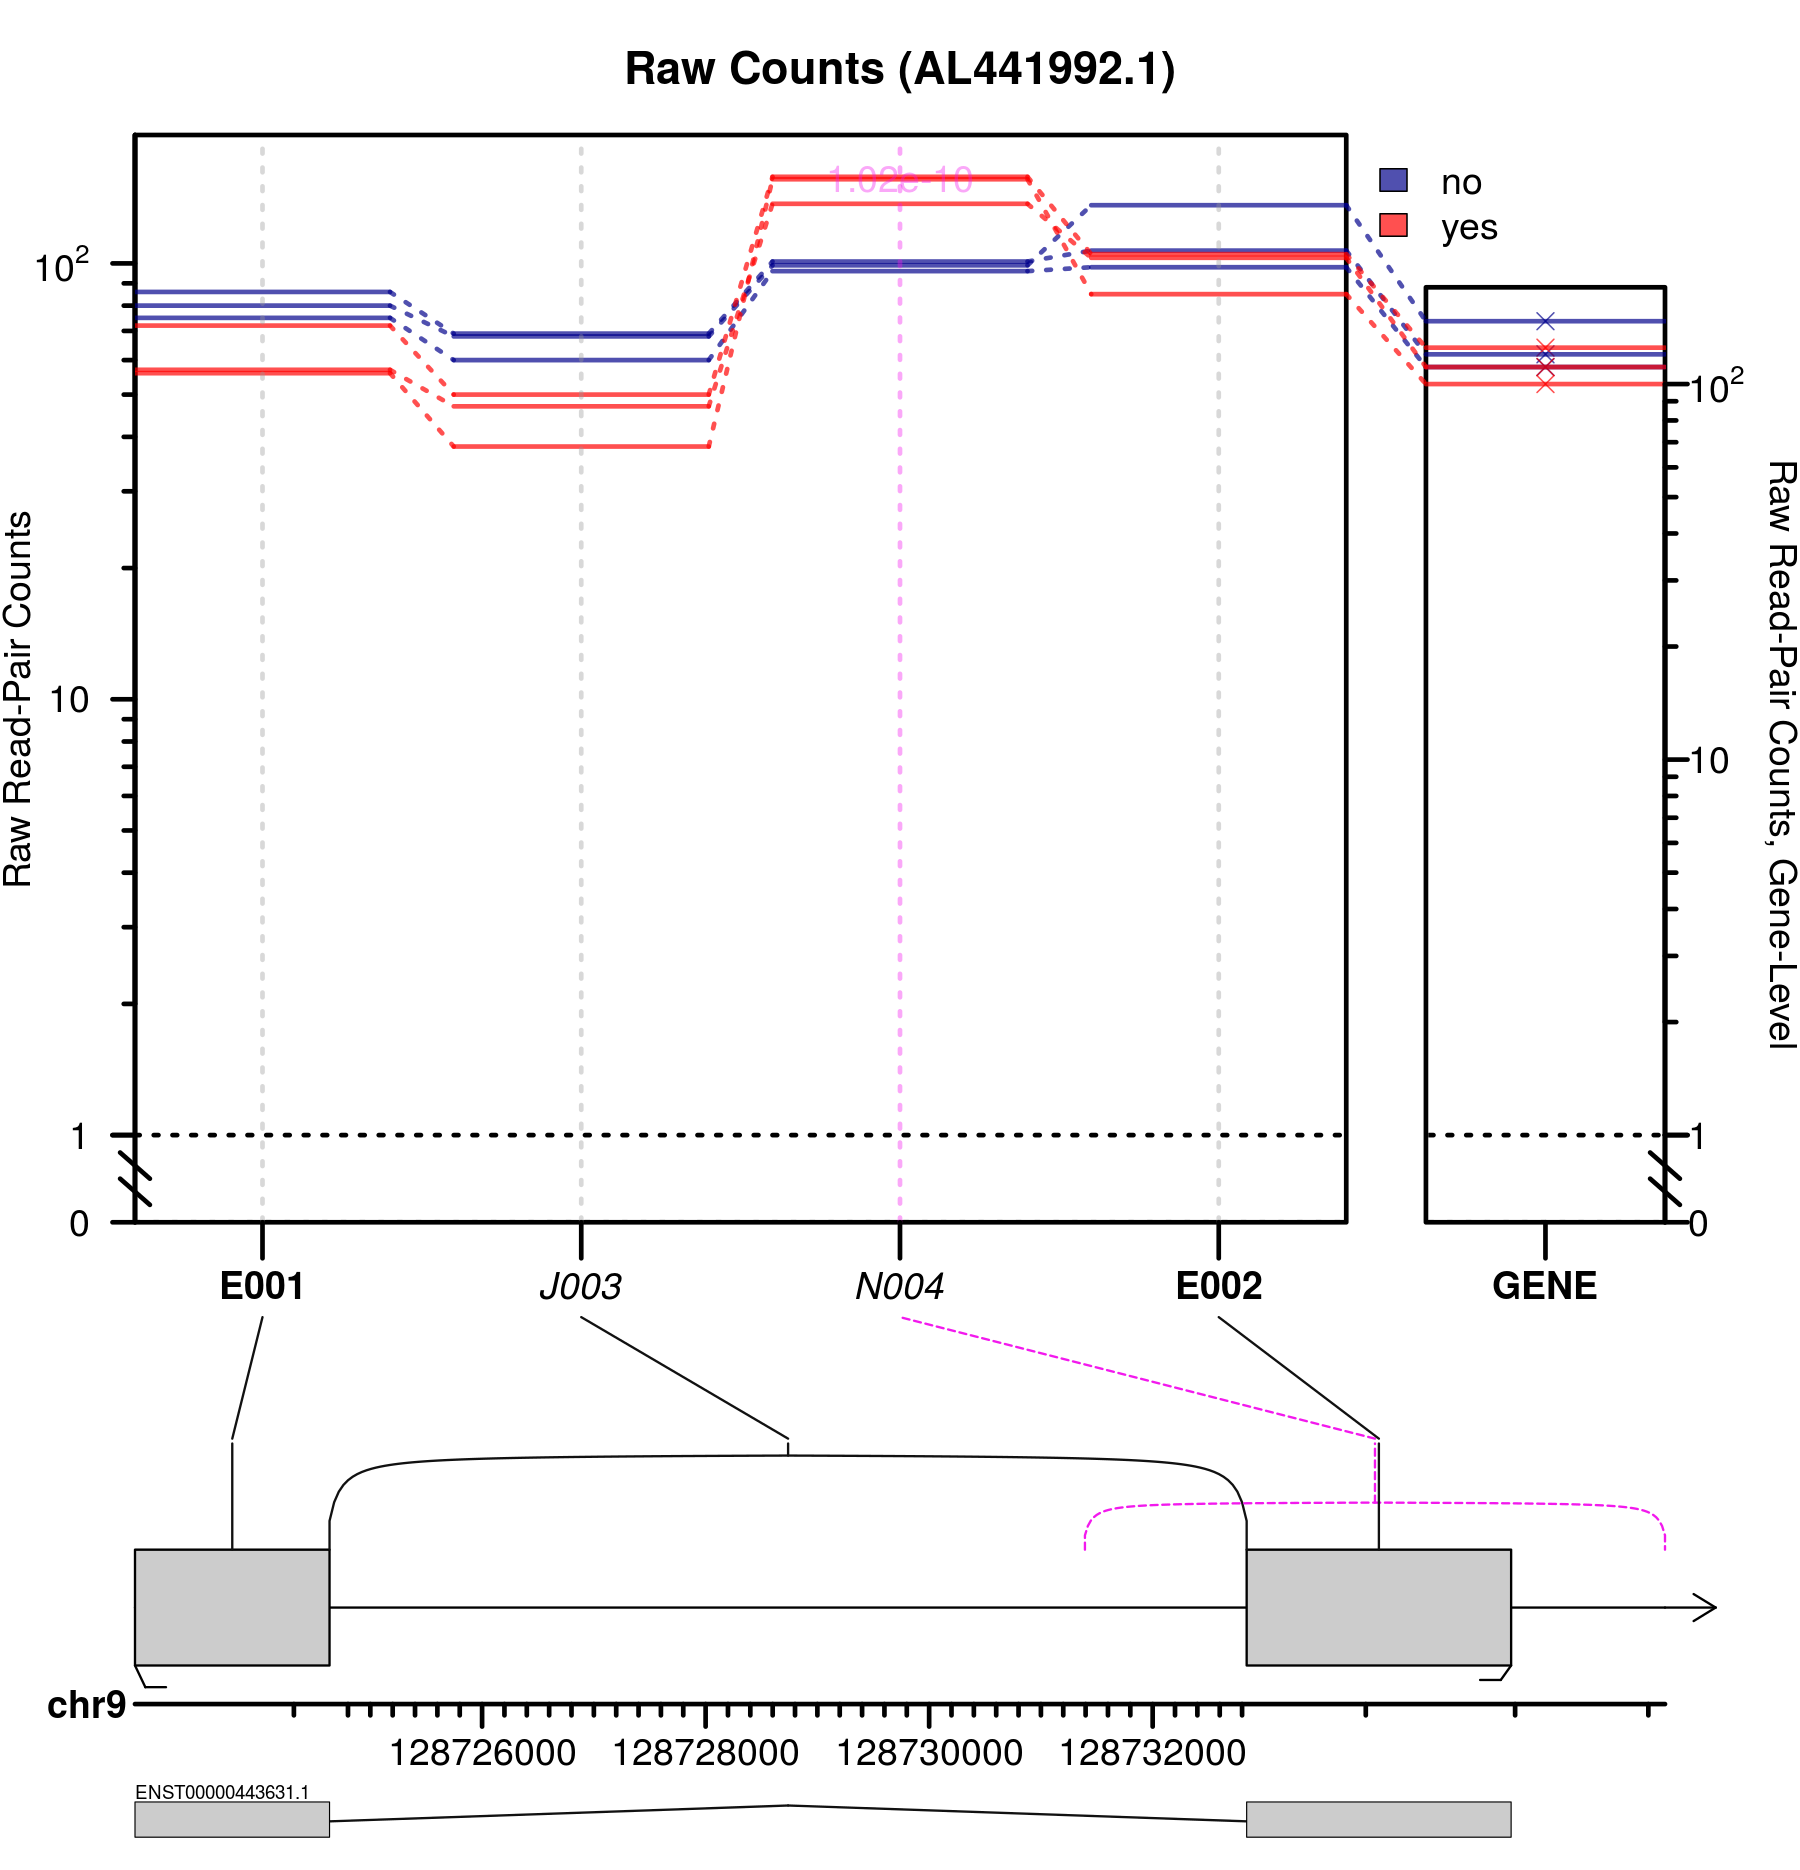 Raw Counts (AL441992.1)
1.02e-10
no
yes
10²
10
1
0
Raw Read-Pair Counts
10²
10
1
0
Raw Read-Pair Counts, Gene-Level
E001 J003 N004 E002 GENE
chr9
128726000 128728000 128730000 128732000
ENST00000443631.1